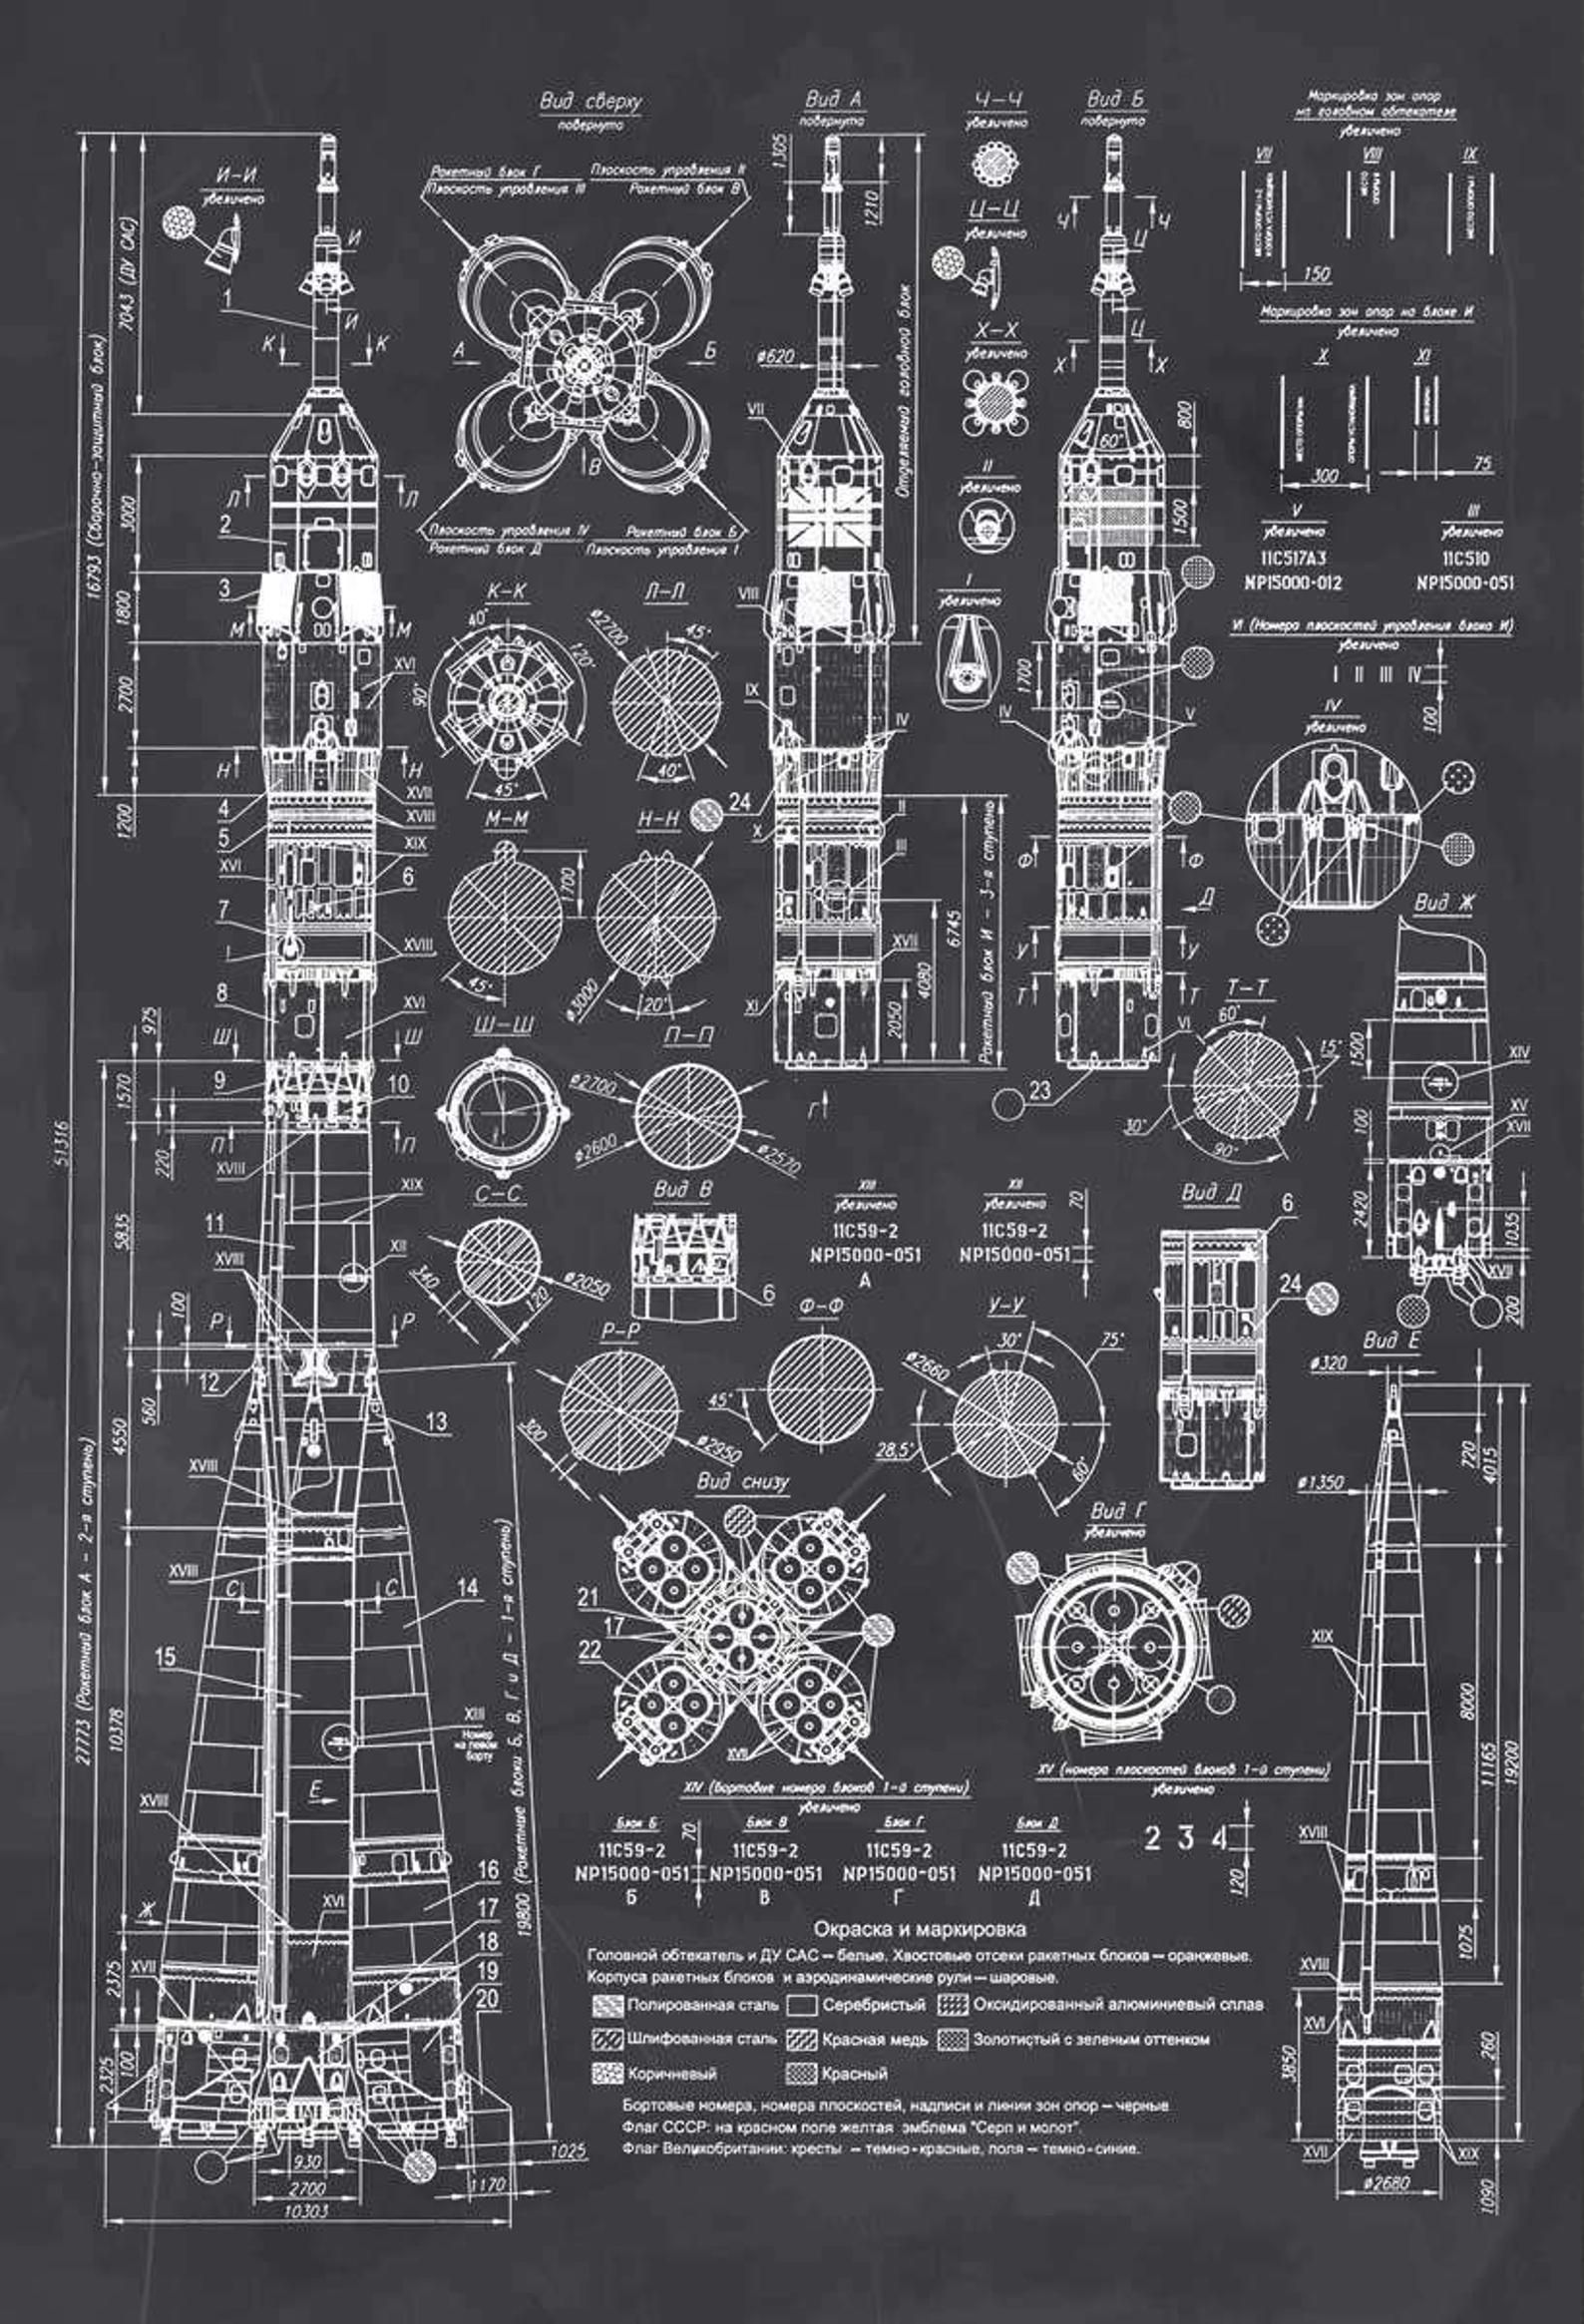 Вид сверху
повернуто
Ракетный блок Г
Плоскость управления III
Плоскость управления II
Ракетный блок В
А
Б
В
Плоскость управления IV
Ракетный блок Д
Ракетный блок Б
Плоскость управления I
И-И
увеличено
1
И
И
К
К
Л
Л
2
3
М
М
XVI
Н
Н
XVII
4
XVIII
5
XIX
XVI
6
7
I
XVIII
8
XVI
Ш
Ш
9
10
П
П
XVIII
XIX
11
XII
XVIII
Р
Р
12
13
XVIII
XVIII
С
С
14
15
XIII
Номер
на левом
борту
Е
XVIII
16
Ж
XVI
17
18
XVII
19
20
51316
16793 (Сборочно-защитный блок)
7043 (ДУ САС)
3000
1800
2700
1200
975
1570
220
5835
100
560
4550
27773 (Ракетный блок А - 2-я ступень)
10378
2375
2325
100
19800 (Ракетные блоки Б, В, Г и Д - 1-я ступень)
930
2700
10303
1170
1025
Вид А
повернуто
1305
1210
Отделяемый головной блок
⌀620
VII
VIII
IX
IV
24
X
II
III
XVII
XI
6745
4080
2050
Ракетный блок И - 3-я ступень
Г
Ч-Ч
увеличено
Ц-Ц
увеличено
Х-Х
увеличено
II
увеличено
I
увеличено
Вид Б
повернуто
Ч
Ч
Ц
Ц
Х
Х
60°
800
1500
1700
IV
V
Ф
Ф
Д
У
У
Т
Т
VI
23
Маркировка зон опор
на головном обтекателе
увеличено
VII
VIII
IX
150
Маркировка зон опор на блоке И
увеличено
X
XI
300
75
V
увеличено
11С517А3
NР15000-012
III
увеличено
11С510
NР15000-051
VI (Номера плоскостей управления блока И)
увеличено
I II III IV
100
IV
увеличено
К-К
40°
120°
90°
45°
Л-Л
⌀2700
45°
40°
М-М
1700
45°
Н-Н
⌀3000
20°
Ш-Ш
П-П
⌀2700
⌀2600
⌀2570
С-С
⌀2050
340
120
Вид В
6
XIII
увеличено
11С59-2
NР15000-051
А
XII
увеличено
11С59-2
NР15000-051
70
Т-Т
60°
15°
30°
90°
Вид Д
6
24
Вид Ж
1500
XIV
100
XV
XVII
2420
1035
XVII
200
Р-Р
300
⌀2950
Ф-Ф
45°
У-У
30°
75°
⌀2660
28,5°
60°
Вид снизу
21
17
22
XVII
Вид Г
увеличено
Вид Е
⌀320
720
4015
⌀1350
XIX
8000
11165
19200
XVIII
1075
XVIII
XVI
260
3850
XVII
XIX
⌀2680
1090
XIV (бортовые номера блоков 1-й ступени)
увеличено
Блок Б
11С59-2
NР15000-051
Б
70
Блок В
11С59-2
NР15000-051
В
Блок Г
11С59-2
NР15000-051
Г
Блок Д
11С59-2
NР15000-051
Д
XV (номера плоскостей блоков 1-й ступени)
увеличено
2 3 4
120
Окраска и маркировка
Головной обтекатель и ДУ САС – белые. Хвостовые отсеки ракетных блоков – оранжевые.
Корпуса ракетных блоков и аэродинамические рули – шаровые.
Полированная сталь
Серебристый
Оксидированный алюминиевый сплав
Шлифованная сталь
Красная медь
Золотистый с зеленым оттенком
Коричневый
Красный
Бортовые номера, номера плоскостей, надписи и линии зон опор – черные
Флаг СССР: на красном поле желтая эмблема "Серп и молот".
Флаг Великобритании: кресты – темно-красные, поля – темно-синие.